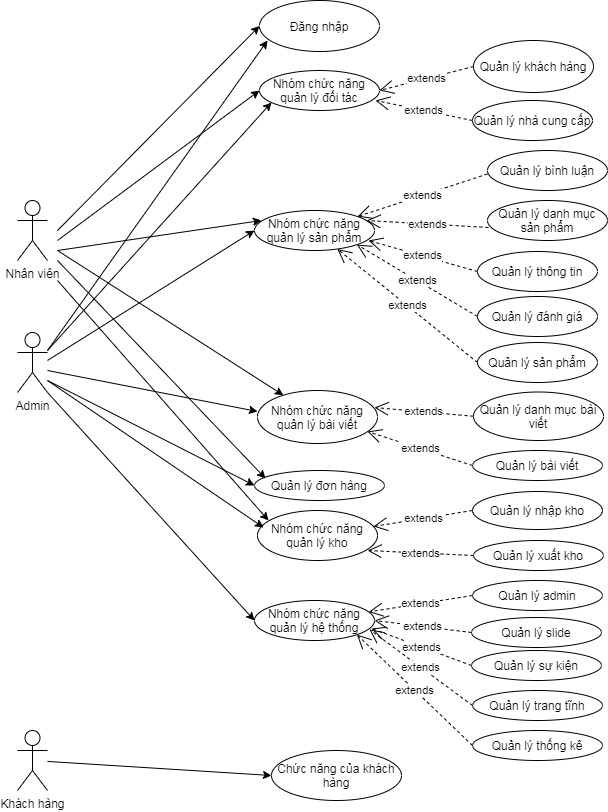 Đăng nhập
Nhóm chức năng
quản lý đối tác
extends
Quản lý khách hàng
extends
Quản lý nhà cung cấp
Quản lý bình luận
extends
Nhóm chức năng
quản lý sản phẩm
extends
Quản lý danh mục
sản phẩm
Nhân viên
extends
Quản lý thông tin
extends
Quản lý đánh giá
extends
Quản lý sản phẩm
Admin
Nhóm chức năng
quản lý bài viết
extends
Quản lý danh mục bài
viết
extends
Quản lý bài viết
Quản lý đơn hàng
Nhóm chức năng
quản lý kho
extends
Quản lý nhập kho
extends
Quản lý xuất kho
Nhóm chức năng
quản lý hệ thống
extends
Quản lý admin
extends
Quản lý slide
extends
Quản lý sự kiện
extends
Quản lý trang tĩnh
extends
Quản lý thống kê
Khách hàng
Chức năng của khách
hàng